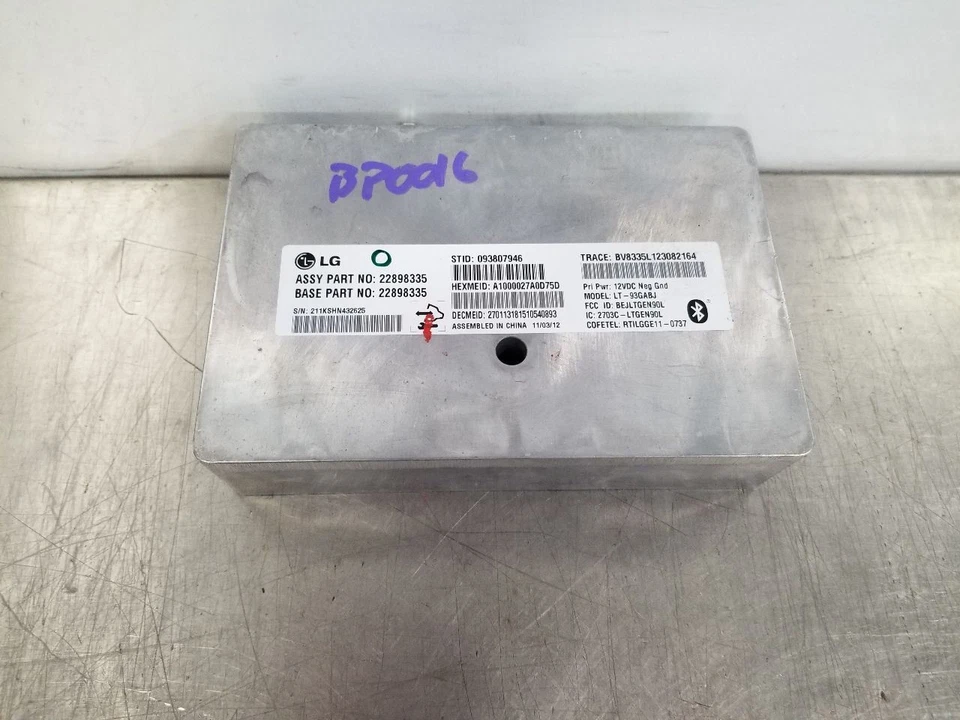 BP0016
LG
ASSY PART NO: 22898335
BASE PART NO: 22898335
S/N: 211KSHN432625
STID: 093807946
HEXMEID: A1000027A0D75D
DECMEID: 270113181510540893
ASSEMBLED IN CHINA 11/03/12
TRACE: BV8335L123082164
Pri Pwr: 12VDC Neg Gnd
MODEL: LT-93GABJ
FCC ID: BEJLTGEN90L
IC: 2703C-LTGEN90L
COFETEL: RTILGGE11-0737